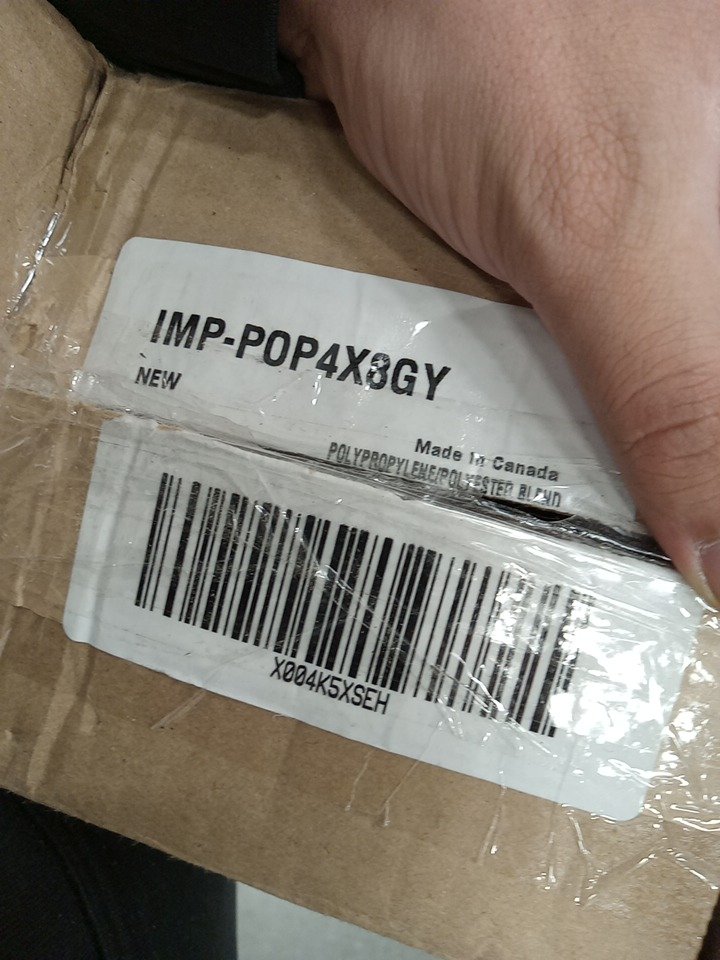 IMP-POP4X8GY
NEW
Made In Canada
POLYPROPYLENE/POLYESTER BLEND
X004K5XSEH